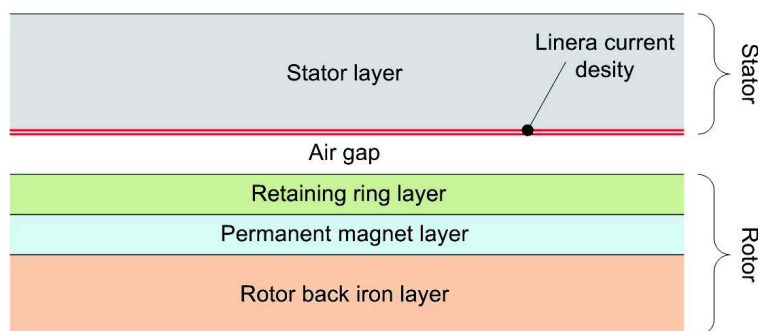 Linera current
desity
Stator layer
Stator
Air gap
Retaining ring layer
Permanent magnet layer
Rotor
Rotor back iron layer